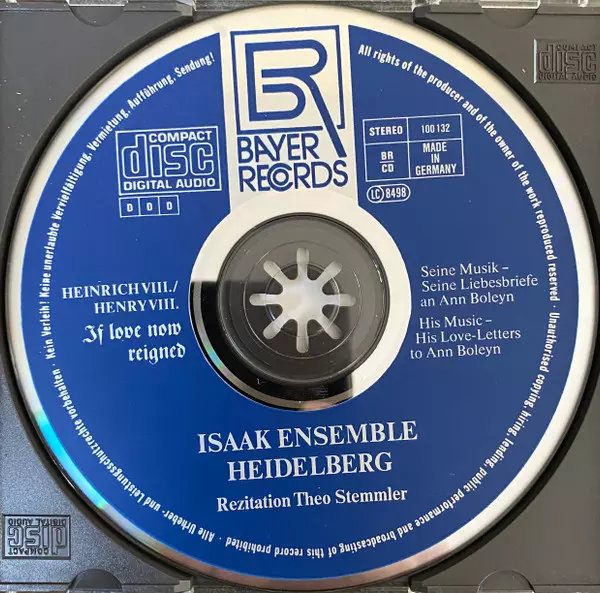 BR
BAYER
RECORDS
COMPACT
disc
DIGITAL AUDIO
D D D
STEREO 100 132
BR
CD
MADE
IN
GERMANY
LC 8498
HEINRICH VIII./
HENRY VIII.
If love now
reigned
Seine Musik –
Seine Liebesbriefe
an Ann Boleyn
His Music –
His Love-Letters
to Ann Boleyn
ISAAK ENSEMBLE
HEIDELBERG
Rezitation Theo Stemmler
· Alle Urheber- und Leistungsschutzrechte vorbehalten · Kein Verleih! Keine unerlaubte Vervielfältigung, Vermietung, Aufführung, Sendung!
All rights of the producer and of the owner of the work reproduced reserved · Unauthorised copying, hiring, lending, public performance and broadcasting of this record prohibited ·
COMPACT
disc
DIGITAL AUDIO
COMPACT
disc
DIGITAL AUDIO